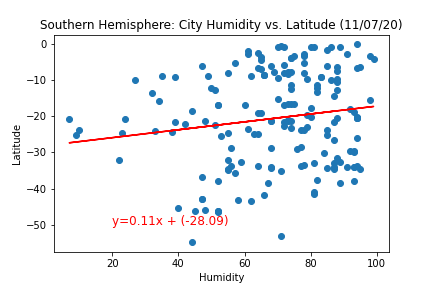 Southern Hemisphere: City Humidity vs. Latitude (11/07/20)
0
−10
−20
−30
−40
−50
Latitude
y=0.11x + (-28.09)
20 40 60 80 100
Humidity